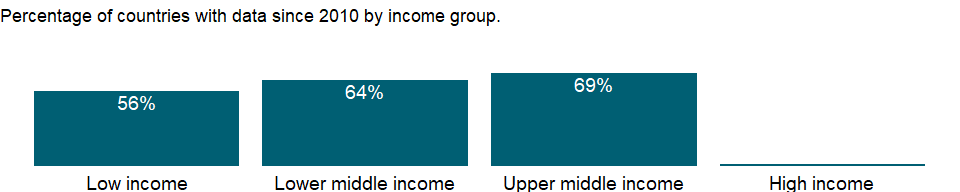 Percentage of countries with data since 2010 by income group.
56%
64%
69%
Low income
Lower middle income
Upper middle income
High income